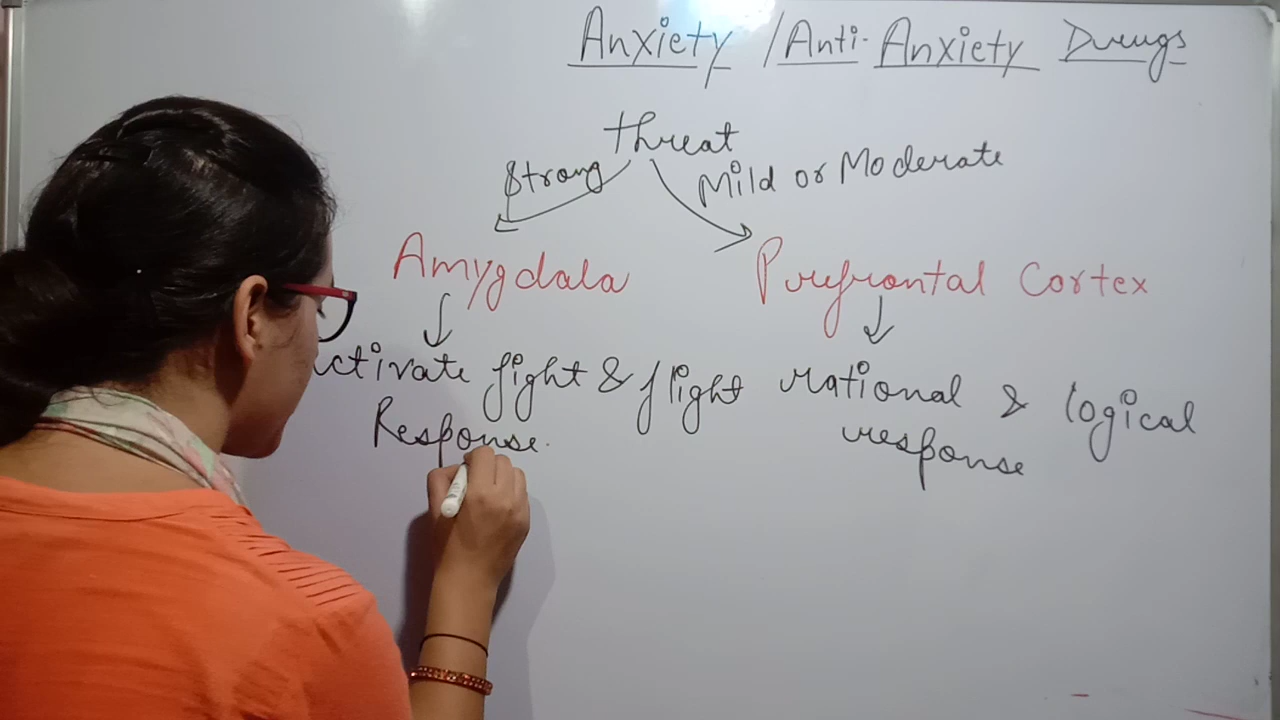 Anxiety / Anti-Anxiety Drugs
threat
Strong
Mild or Moderate
Amygdala
Prefrontal Cortex
ctivate fight & flight
Response.
rational & logical
response